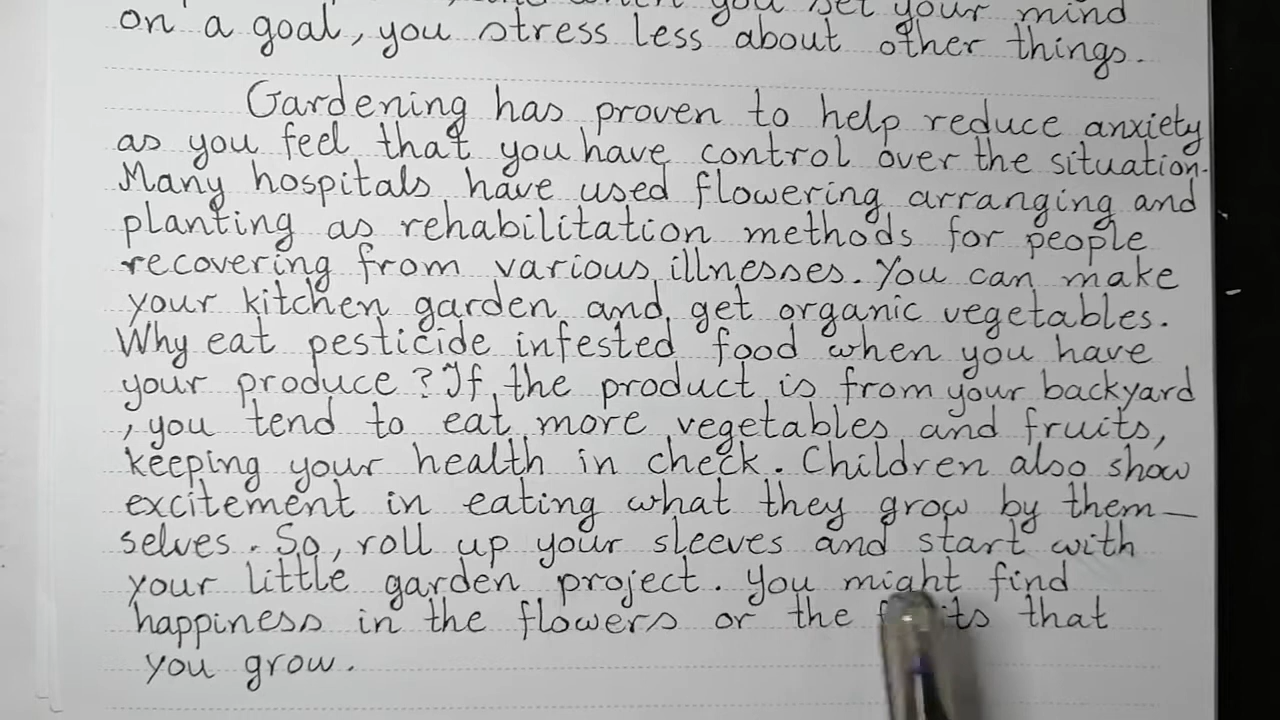 you set your mind
on a goal, you stress less about other things.
Gardening has proven to help reduce anxiety
as you feel that you have control over the situation.
Many hospitals have used flowering arranging and
planting as rehabilitation methods for people
recovering from various illnesses. You can make
your kitchen garden and get organic vegetables.
Why eat pesticide infested food when you have
your produce? If the product is from your backyard
, you tend to eat more vegetables and fruits,
keeping your health in check. Children also show
excitement in eating what they grow by them-
selves. So, roll up your sleeves and start with
your little garden project. You might find
happiness in the flowers or the that
you grow.